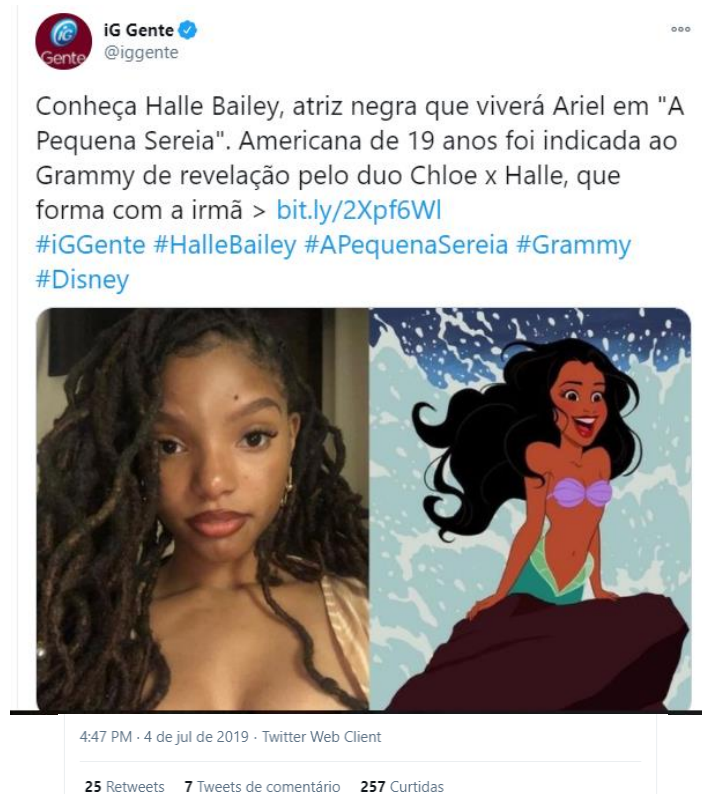 iG Gente
@iggente
iG
Gente
Conheça Halle Bailey, atriz negra que viverá Ariel em "A
Pequena Sereia". Americana de 19 anos foi indicada ao
Grammy de revelação pelo duo Chloe x Halle, que
forma com a irmã > bit.ly/2Xpf6Wl
#iGGente #HalleBailey #APequenaSereia #Grammy
#Disney
4:47 PM · 4 de jul de 2019 · Twitter Web Client
25 Retweets 7 Tweets de comentário 257 Curtidas